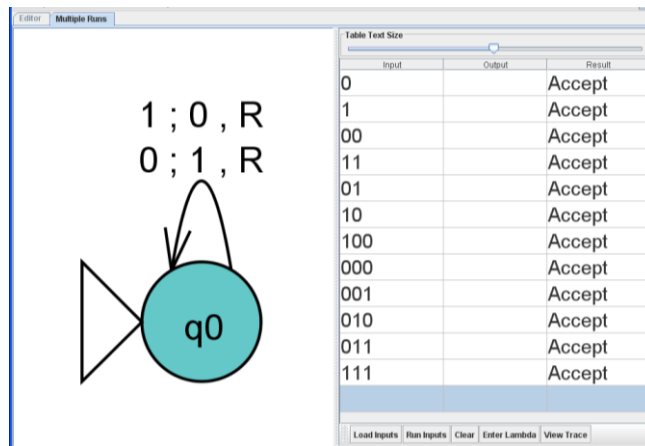 Editor Multiple Runs
1 ; 0 , R
0 ; 1 , R
q0
Table Text Size
Input Output Result
0 Accept
1 Accept
00 Accept
11 Accept
01 Accept
10 Accept
100 Accept
000 Accept
001 Accept
010 Accept
011 Accept
111 Accept
Load Inputs Run Inputs Clear Enter Lambda View Trace